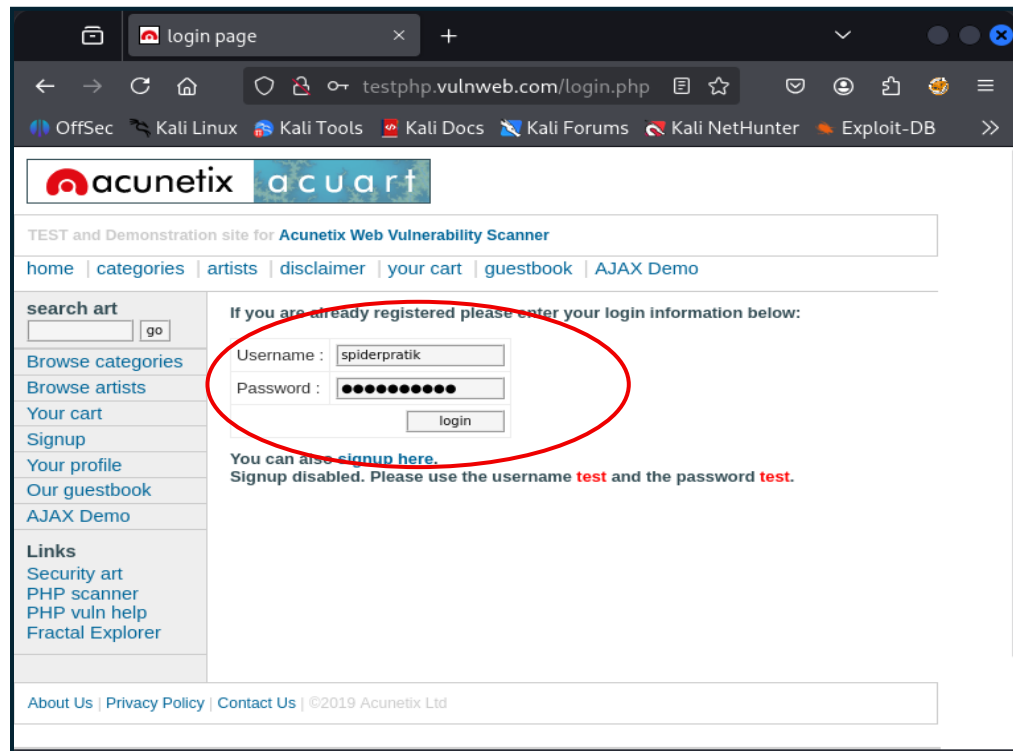 login page
testphp.vulnweb.com/login.php
OffSec Kali Linux Kali Tools Kali Docs Kali Forums Kali NetHunter Exploit-DB
acunetix acuart
TEST and Demonstration site for Acunetix Web Vulnerability Scanner
home | categories | artists | disclaimer | your cart | guestbook | AJAX Demo
search art
go
Browse categories
Browse artists
Your cart
Signup
Your profile
Our guestbook
AJAX Demo
Links
Security art
PHP scanner
PHP vuln help
Fractal Explorer
If you are already registered please enter your login information below:
Username : spiderpratik
Password : ●●●●●●●●●●
login
You can also signup here.
Signup disabled. Please use the username test and the password test.
About Us | Privacy Policy | Contact Us | ©2019 Acunetix Ltd